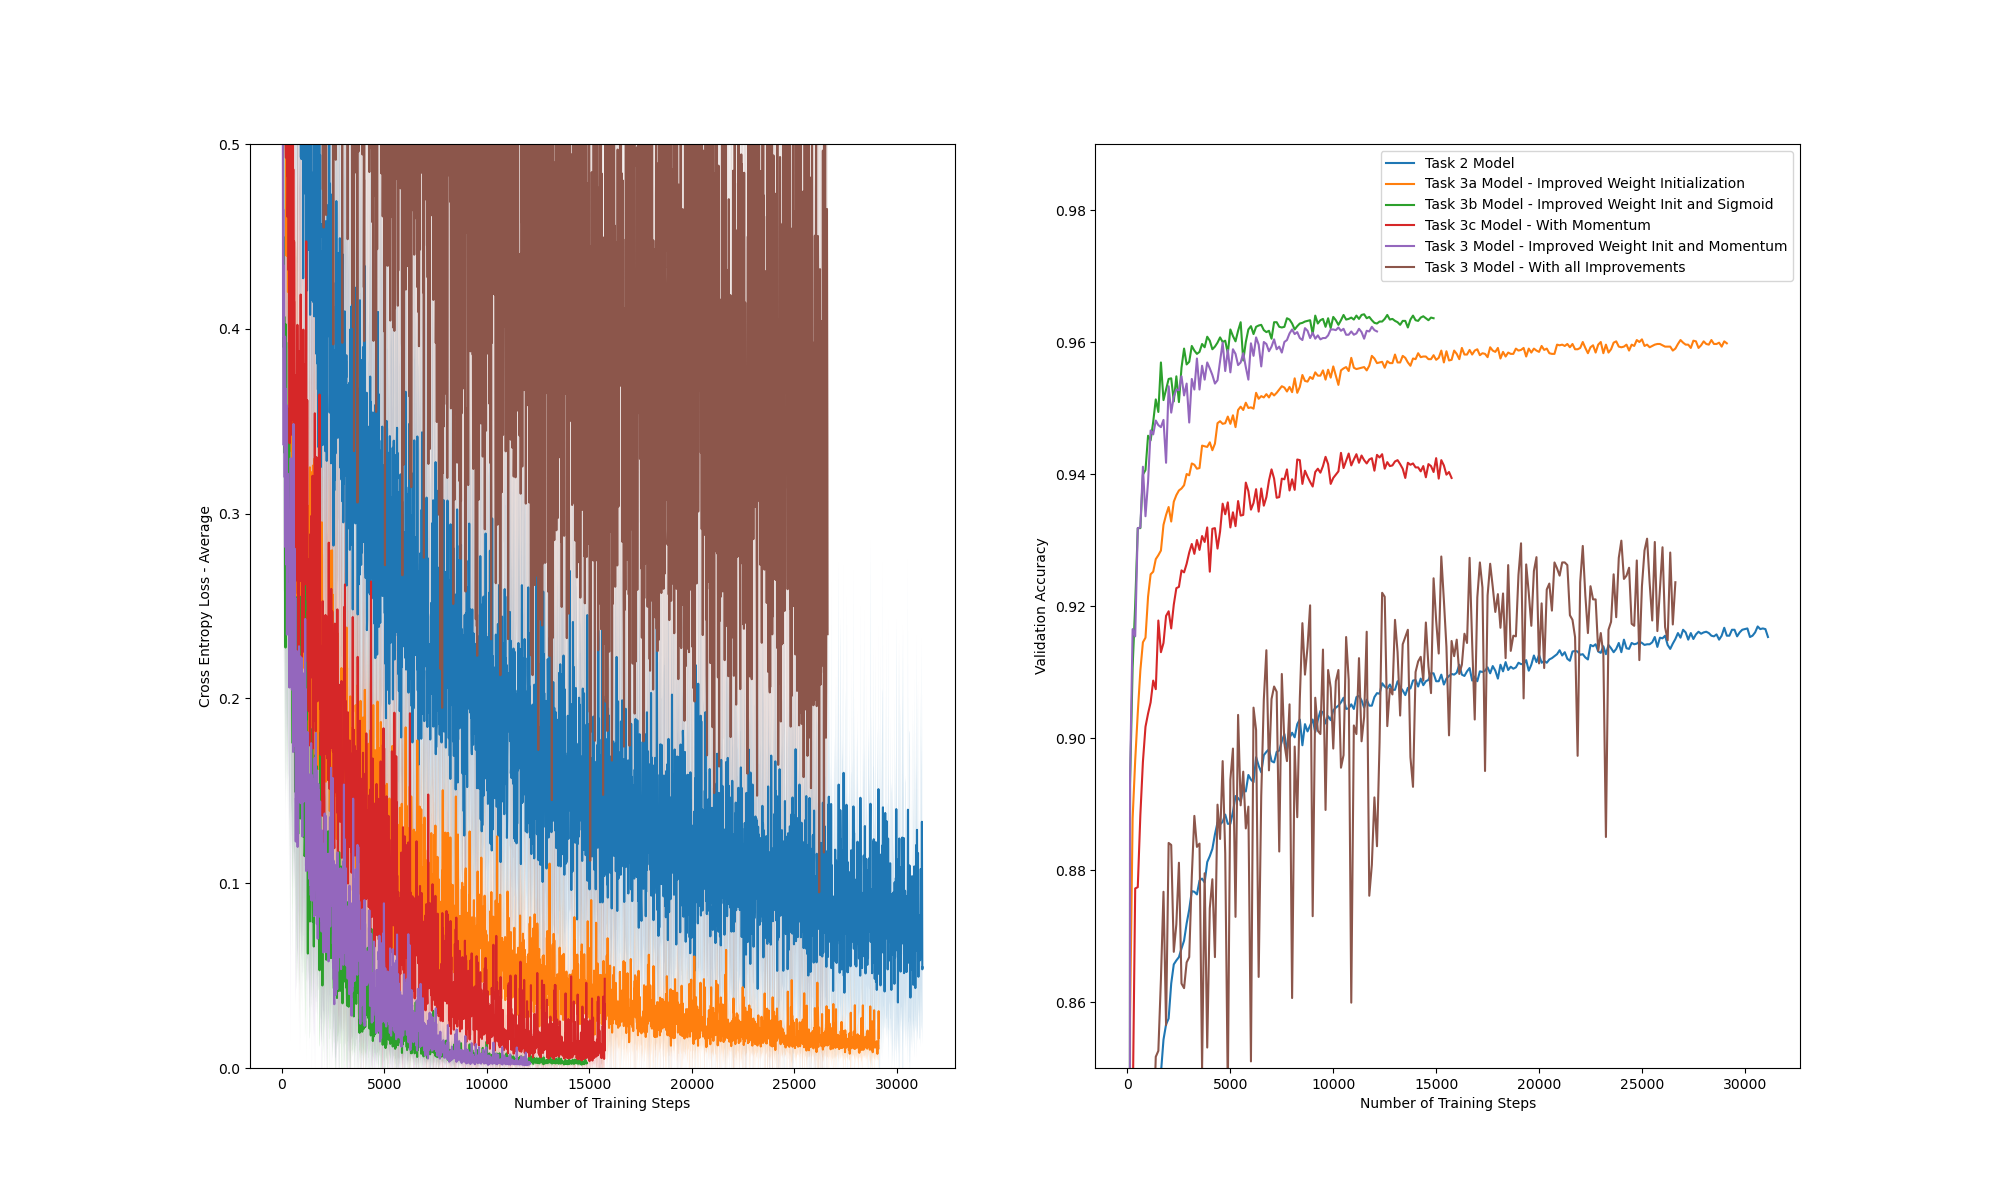 0.5
0.4
0.3
0.2
0.1
0.0
Cross Entropy Loss - Average
0 5000 10000 15000 20000 25000 30000
Number of Training Steps
0.98
0.96
0.94
0.92
0.90
0.88
0.86
Validation Accuracy
Task 2 Model
Task 3a Model - Improved Weight Initialization
Task 3b Model - Improved Weight Init and Sigmoid
Task 3c Model - With Momentum
Task 3 Model - Improved Weight Init and Momentum
Task 3 Model - With all Improvements
0 5000 10000 15000 20000 25000 30000
Number of Training Steps